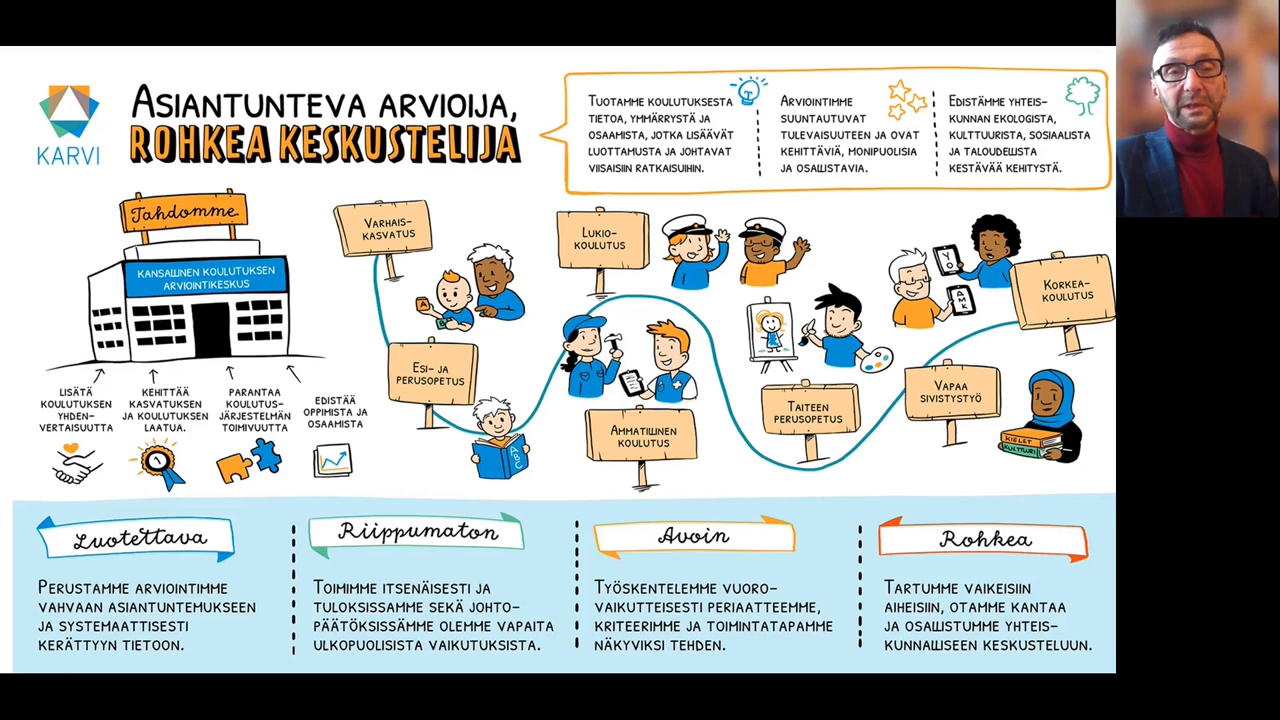 KARVI
ASIANTUNTEVA ARVIOIJA,
ROHKEA KESKUSTELIJA
TUOTAMME KOULUTUKSESTA
TIETOA, YMMÄRRYSTÄ JA
OSAAMISTA, JOTKA LISÄÄVÄT
LUOTTAMUSTA JA JOHTAVAT
VIISAISIIN RATKAISUIHIN.
ARVIOINTIMME
SUUNTAUTUVAT
TULEVAISUUTEEN JA OVAT
KEHITTÄVIÄ, MONIPUOLISIA
JA OSALLISTAVIA.
EDISTÄMME YHTEIS-
KUNNAN EKOLOGISTA,
KULTTUURISTA, SOSIAALISTA
JA TALOUDELLISTA
KESTÄVÄÄ KEHITYSTÄ.
Tahdomme
KANSALLINEN KOULUTUKSEN
ARVIOINTIKESKUS
LISÄTÄ
KOULUTUKSEN
YHDEN-
VERTAISUUTTA
KEHITTÄÄ
KASVATUKSEN
JA KOULUTUKSEN
LAATUA.
PARANTAA
KOULUTUS-
JÄRJESTELMÄN
TOIMIVUUTTA
EDISTÄÄ
OPPIMISTA JA
OSAAMISTA
1
VARHAIS-
KASVATUS
A
B
ESI- JA
PERUSOPETUS
ABC
LUKIO-
KOULUTUS
AMMATILLINEN
KOULUTUS
TAITEEN
PERUSOPETUS
VAPAA
SIVISTYSTYÖ
KIELET
KULTTUURI
YO
AMK
KORKEA-
KOULUTUS
Luotettava
PERUSTAMME ARVIOINTIMME
VAHVAAN ASIANTUNTEMUKSEEN
JA SYSTEMAATTISESTI
KERÄTTYYN TIETOON.
Riippumaton
TOIMIMME ITSENÄISESTI JA
TULOKSISSAMME SEKÄ JOHTO-
PÄÄTÖKSISSÄMME OLEMME VAPAITA
ULKOPUOLISISTA VAIKUTUKSISTA.
Avoin
TYÖSKENTELEMME VUORO-
VAIKUTTEISESTI PERIAATTEEMME,
KRITEERIMME JA TOIMINTATAPAMME
NÄKYVIKSI TEHDEN.
Rohkea
TARTUMME VAIKEISIIN
AIHEISIIN, OTAMME KANTAA
JA OSALLISTUMME YHTEIS-
KUNNALLISEEN KESKUSTELUUN.